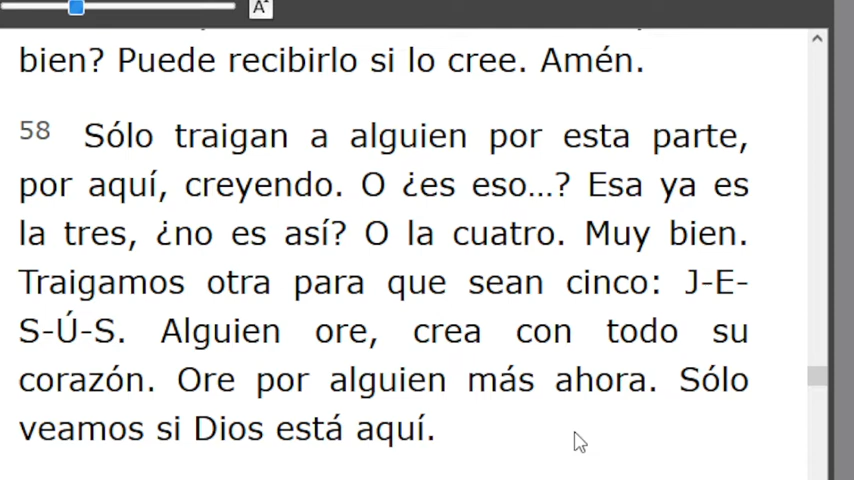 A
bien? Puede recibirlo si lo cree. Amén.
58 Sólo traigan a alguien por esta parte,
por aquí, creyendo. O ¿es eso...? Esa ya es
la tres, ¿no es así? O la cuatro. Muy bien.
Traigamos otra para que sean cinco: J-E-
S-Ú-S. Alguien ore, crea con todo su
corazón. Ore por alguien más ahora. Sólo
veamos si Dios está aquí.